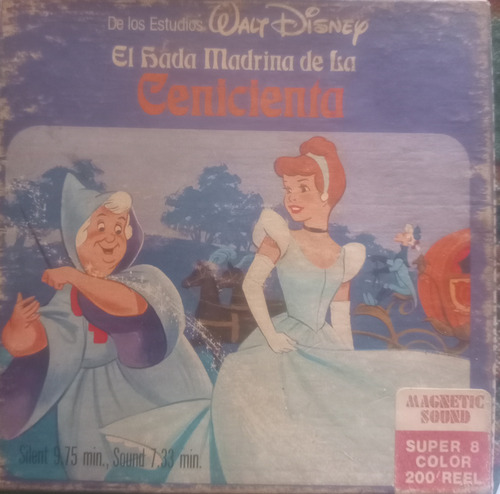 De los Estudios WALT DISNEY
El Hada Madrina de La
Cenicienta
Silent 9.75 min., Sound 7.33 min.
MAGNETIC
SOUND
SUPER 8
COLOR
200' REEL